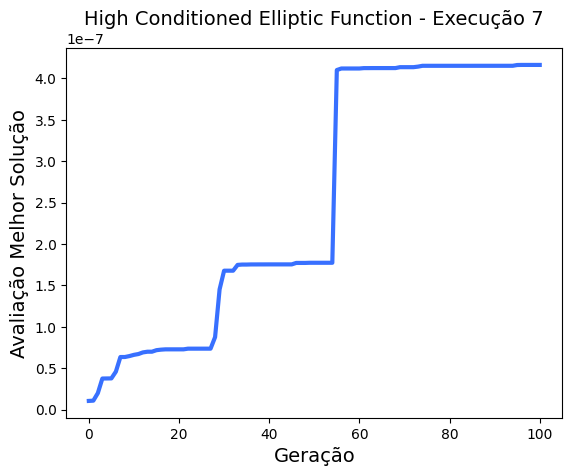 High Conditioned Elliptic Function - Execução 7
1e−7
Avaliação Melhor Solução
4.0
3.5
3.0
2.5
2.0
1.5
1.0
0.5
0.0
0 20 40 60 80 100
Geração